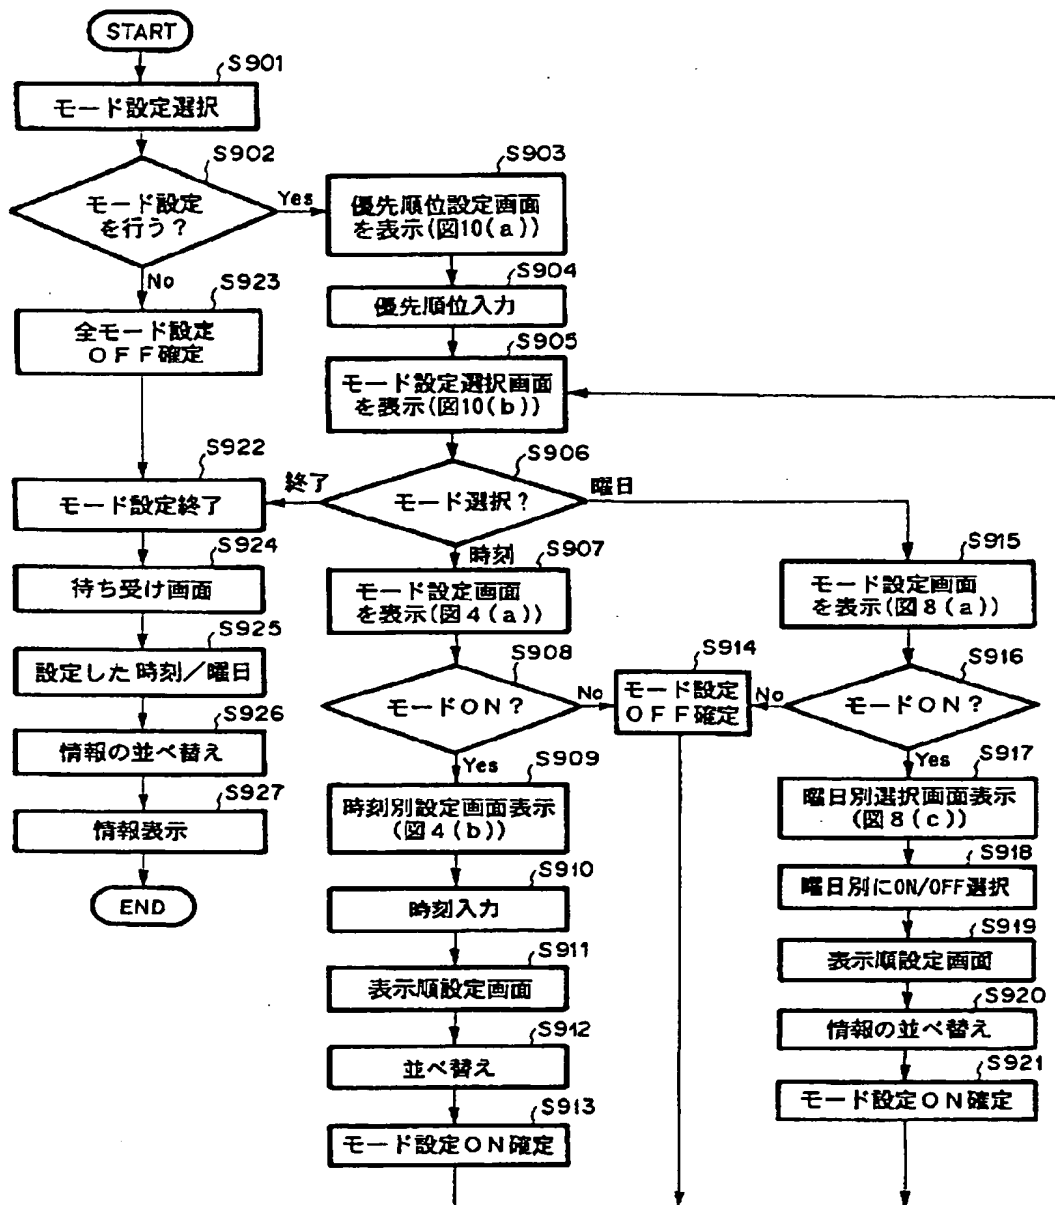 START
S901
モード設定選択
S902
モード設定
を行う？
Yes
No
S903
優先順位設定画面
を表示(図10(a))
S904
優先順位入力
S905
モード設定選択画面
を表示(図10(b))
S906
モード選択？
終了
曜日
時刻
S923
全モード設定
OFF確定
S922
モード設定終了
S924
待ち受け画面
S925
設定した時刻／曜日
S926
情報の並べ替え
S927
情報表示
END
S907
モード設定画面
を表示(図4(a))
S908
モードON？
No
Yes
S909
時刻別設定画面表示
(図4(b))
S910
時刻入力
S911
表示順設定画面
S912
並べ替え
S913
モード設定ON確定
S914
モード設定
OFF確定
S915
モード設定画面
を表示(図8(a))
S916
モードON？
No
Yes
S917
曜日別選択画面表示
(図8(c))
S918
曜日別にON/OFF選択
S919
表示順設定画面
S920
情報の並べ替え
S921
モード設定ON確定